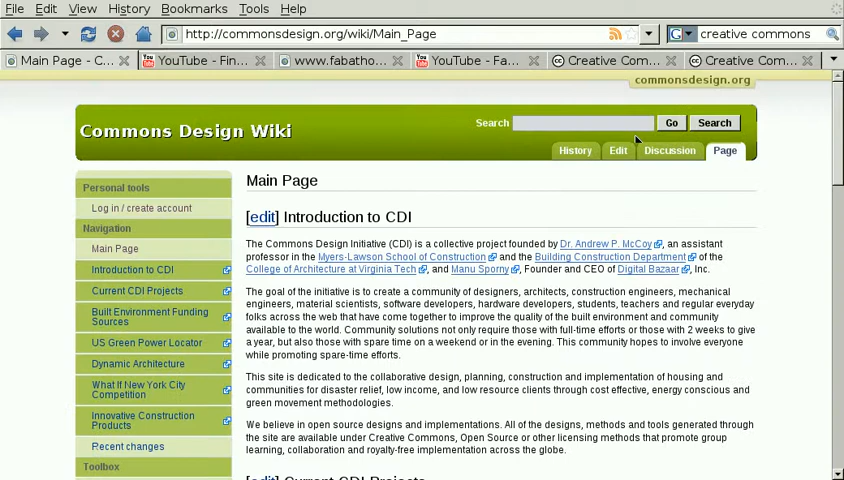 File Edit View History Bookmarks Tools Help
http://commonsdesign.org/wiki/Main_Page
G creative commons
Main Page - C...
YouTube - Fin...
www.fabatho...
YouTube - Fa...
Creative Com...
Creative Com...
commonsdesign.org
Commons Design Wiki
Search Go Search
History Edit Discussion Page
Personal tools
Log in / create account
Navigation
Main Page
Introduction to CDI
Current CDI Projects
Built Environment Funding
Sources
US Green Power Locator
Dynamic Architecture
What If New York City
Competition
Innovative Construction
Products
Recent changes
Toolbox
Main Page
[edit] Introduction to CDI
The Commons Design Initiative (CDI) is a collective project founded by Dr. Andrew P. McCoy, an assistant
professor in the Myers-Lawson School of Construction and the Building Construction Department of the
College of Architecture at Virginia Tech, and Manu Sporny, Founder and CEO of Digital Bazaar, Inc.
The goal of the initiative is to create a community of designers, architects, construction engineers, mechanical
engineers, material scientists, software developers, hardware developers, students, teachers and regular everyday
folks across the web that have come together to improve the quality of the built environment and community
available to the world. Community solutions not only require those with full-time efforts or those with 2 weeks to give
a year, but also those with spare time on a weekend or in the evening. This community hopes to involve everyone
while promoting spare-time efforts.
This site is dedicated to the collaborative design, planning, construction and implementation of housing and
communities for disaster relief, low income, and low resource clients through cost effective, energy conscious and
green movement methodologies.
We believe in open source designs and implementations. All of the designs, methods and tools generated through
the site are available under Creative Commons, Open Source or other licensing methods that promote group
learning, collaboration and royalty-free implementation across the globe.
[edit] Current CDI Projects